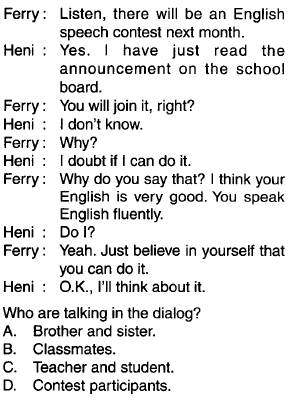 Ferry : Listen, there will be an English
speech contest next month.
Heni : Yes. I have just read the
announcement on the school
board.
Ferry : You will join it, right?
Heni : I don't know.
Ferry : Why?
Heni : I doubt if I can do it.
Ferry : Why do you say that? I think your
English is very good. You speak
English fluently.
Heni : Do I?
Ferry : Yeah. Just believe in yourself that
you can do it.
Heni : O.K., I'll think about it.
Who are talking in the dialog?
A. Brother and sister.
B. Classmates.
C. Teacher and student.
D. Contest participants.